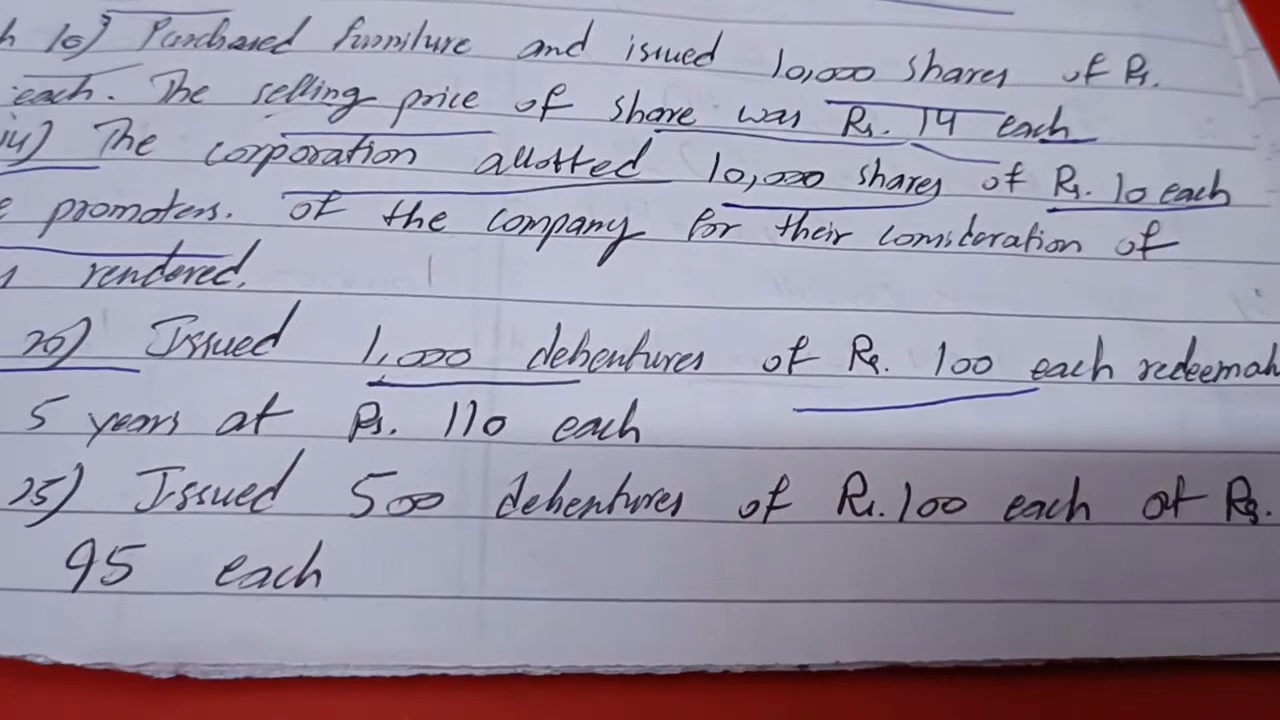 h 10) Purchased furniture and issued 10,000 shares of Rs.
each. The selling price of share was Rs. 14 each
14) The corporation allotted 10,000 shares of Rs. 10 each
e promoters. of the company for their consideration of
rendered.
20) Issued 1,000 debentures of Rs. 100 each redeemab
5 years at Rs. 110 each
25) Issued 500 debentures of Rs. 100 each at Rs.
95 each